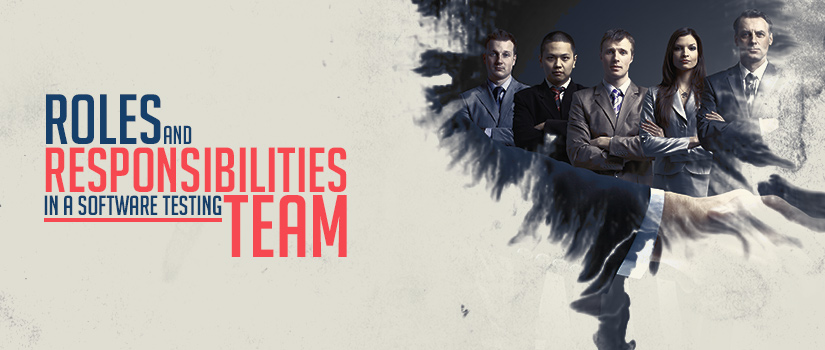 ROLES AND
RESPONSIBILITIES
IN A SOFTWARE TESTING
TEAM